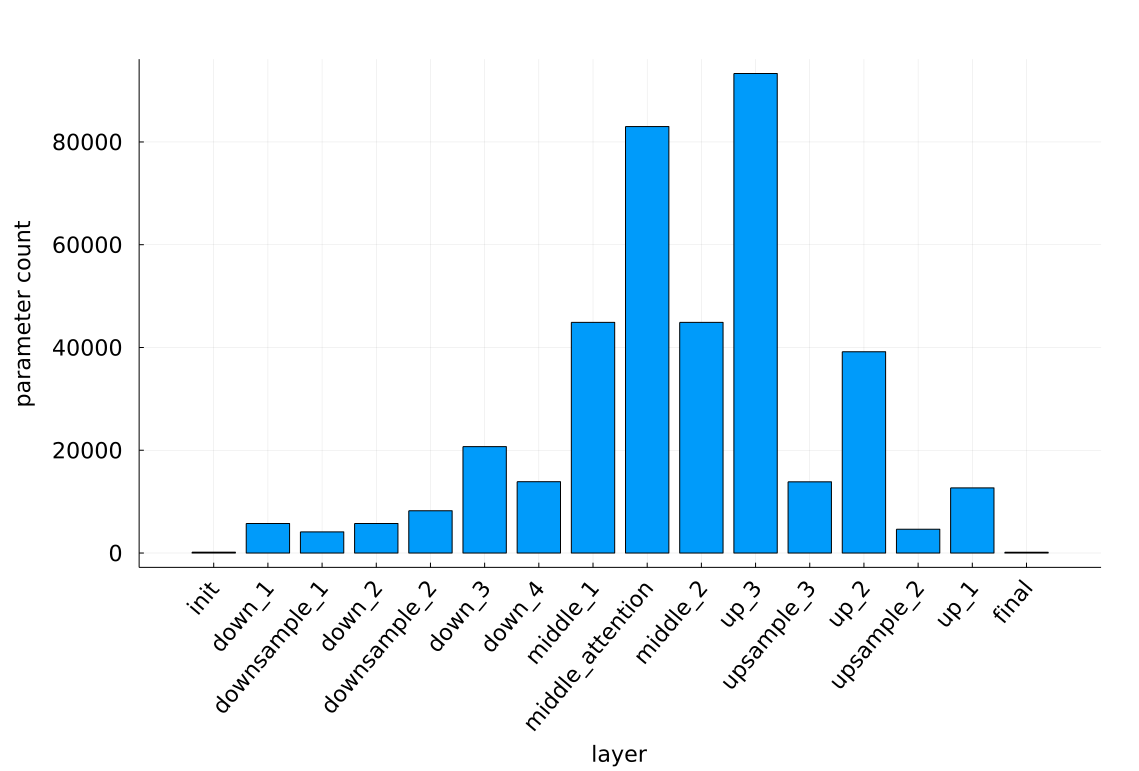 parameter count
80000
60000
40000
20000
0
init
down_1
downsample_1
down_2
downsample_2
down_3
down_4
middle_1
middle_attention
middle_2
up_3
upsample_3
up_2
upsample_2
up_1
final
layer